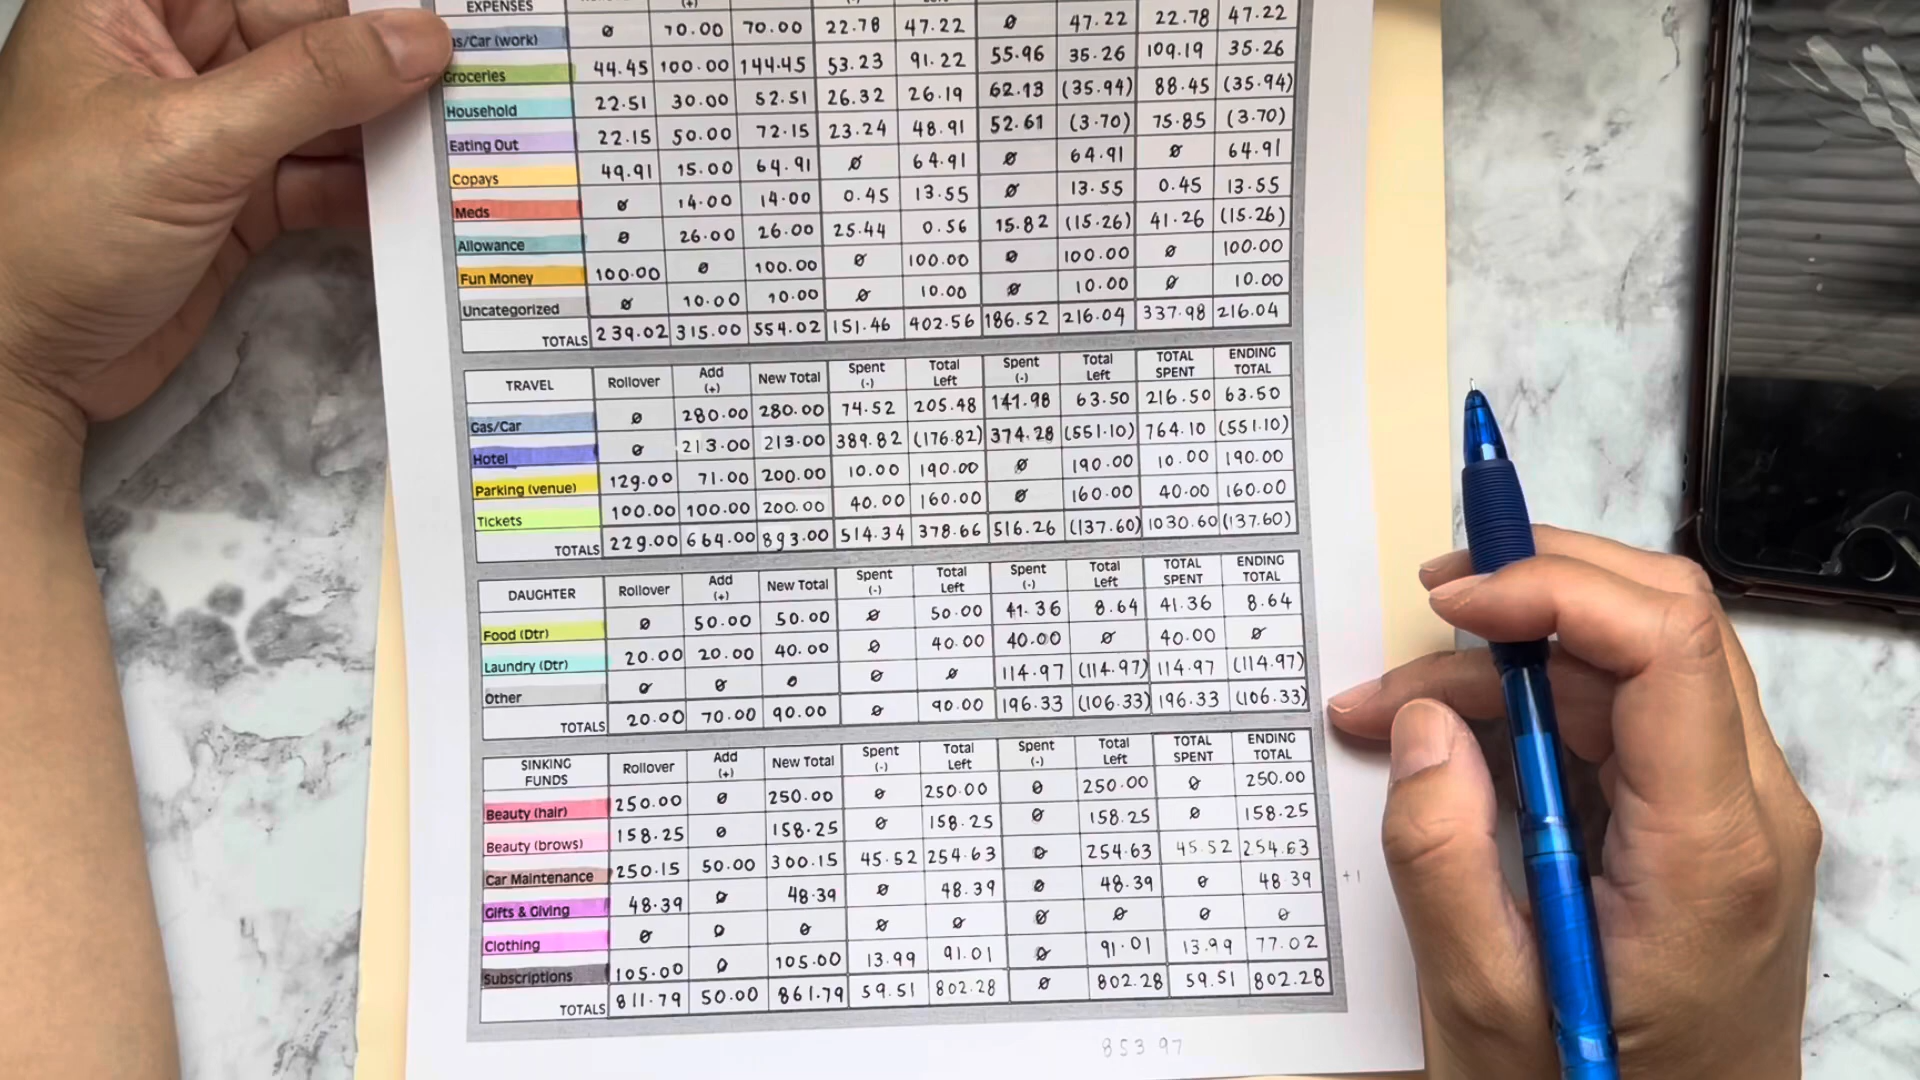 EXPENSES (+) (-)
as/Car (work) ∅ 70.00 70.00 22.78 47.22 ∅ 47.22 22.78 47.22
Groceries 44.45 100.00 144.45 53.23 91.22 55.96 35.26 109.19 35.26
Household 22.51 30.00 52.51 26.32 26.19 62.13 (35.94) 88.45 (35.94)
Eating Out 22.15 50.00 72.15 23.24 48.91 52.61 (3.70) 75.85 (3.70)
Copays 49.91 15.00 64.91 ∅ 64.91 ∅ 64.91 ∅ 64.91
Meds ∅ 14.00 14.00 0.45 13.55 ∅ 13.55 0.45 13.55
Allowance ∅ 26.00 26.00 25.44 0.56 15.82 (15.26) 41.26 (15.26)
Fun Money 100.00 ∅ 100.00 ∅ 100.00 ∅ 100.00 ∅ 100.00
Uncategorized ∅ 10.00 10.00 ∅ 10.00 ∅ 10.00 ∅ 10.00
TOTALS 239.02 315.00 554.02 151.46 402.56 186.52 216.04 337.98 216.04
TRAVEL Rollover Add (+) New Total Spent (-) Total Left Spent (-) Total Left TOTAL SPENT ENDING TOTAL
Gas/Car ∅ 280.00 280.00 74.52 205.48 141.98 63.50 216.50 63.50
Hotel ∅ 213.00 213.00 389.82 (176.82) 374.28 (551.10) 764.10 (551.10)
Parking (venue) 129.00 71.00 200.00 10.00 190.00 ∅ 190.00 10.00 190.00
Tickets 100.00 100.00 200.00 40.00 160.00 ∅ 160.00 40.00 160.00
TOTALS 229.00 664.00 893.00 514.34 378.66 516.26 (137.60) 1030.60 (137.60)
DAUGHTER Rollover Add (+) New Total Spent (-) Total Left Spent (-) Total Left TOTAL SPENT ENDING TOTAL
Food (Dtr) ∅ 50.00 50.00 ∅ 50.00 41.36 8.64 41.36 8.64
Laundry (Dtr) 20.00 20.00 40.00 ∅ 40.00 40.00 ∅ 40.00 ∅
Other ∅ ∅ ∅ ∅ ∅ 114.97 (114.97) 114.97 (114.97)
TOTALS 20.00 70.00 90.00 ∅ 90.00 196.33 (106.33) 196.33 (106.33)
SINKING FUNDS Rollover Add (+) New Total Spent (-) Total Left Spent (-) Total Left TOTAL SPENT ENDING TOTAL
Beauty (hair) 250.00 ∅ 250.00 ∅ 250.00 ∅ 250.00 ∅ 250.00
Beauty (brows) 158.25 ∅ 158.25 ∅ 158.25 ∅ 158.25 ∅ 158.25
Car Maintenance 250.15 50.00 300.15 45.52 254.63 ∅ 254.63 45.52 254.63
Gifts & Giving 48.39 ∅ 48.39 ∅ 48.39 ∅ 48.39 ∅ 48.39 +1
Clothing ∅ ∅ ∅ ∅ ∅ ∅ ∅ ∅ ∅
Subscriptions 105.00 ∅ 105.00 13.99 91.01 ∅ 91.01 13.99 77.02
TOTALS 811.79 50.00 861.79 59.51 802.28 ∅ 802.28 59.51 802.28
853 97